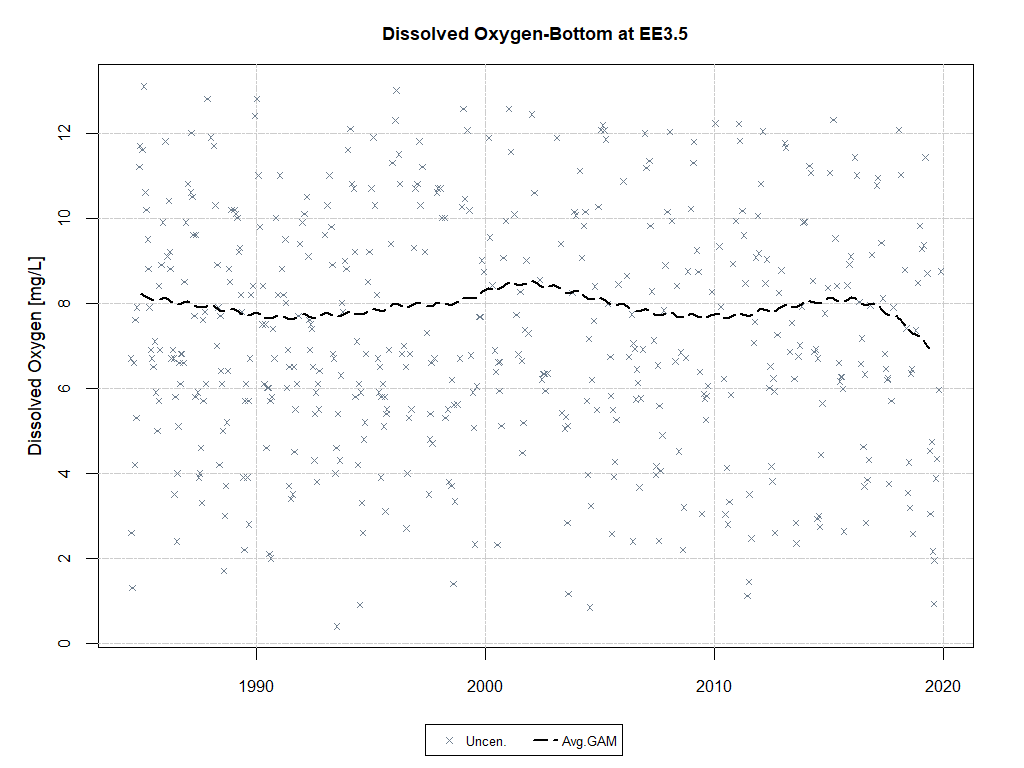 Dissolved Oxygen-Bottom at EE3.5
Dissolved Oxygen [mg/L]
12
10
8
6
4
2
0
1990
2000
2010
2020
Uncen.
Avg.GAM